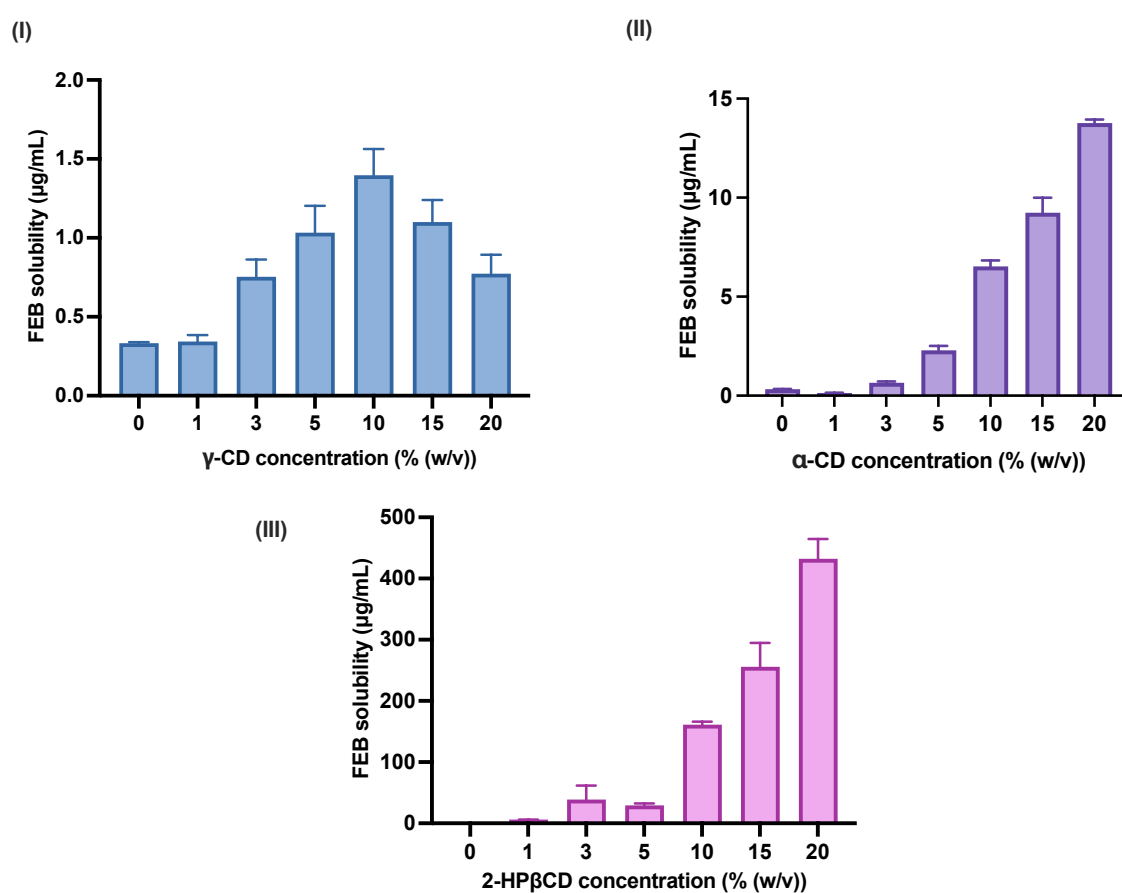 (I)
FEB solubility (µg/mL)
2.0
1.5
1.0
0.5
0.0
0 1 3 5 10 15 20
γ-CD concentration (% (w/v))
(II)
FEB solubility (µg/mL)
15
10
5
0
0 1 3 5 10 15 20
α-CD concentration (% (w/v))
(III)
FEB solubility (µg/mL)
500
400
300
200
100
0
0 1 3 5 10 15 20
2-HPβCD concentration (% (w/v))